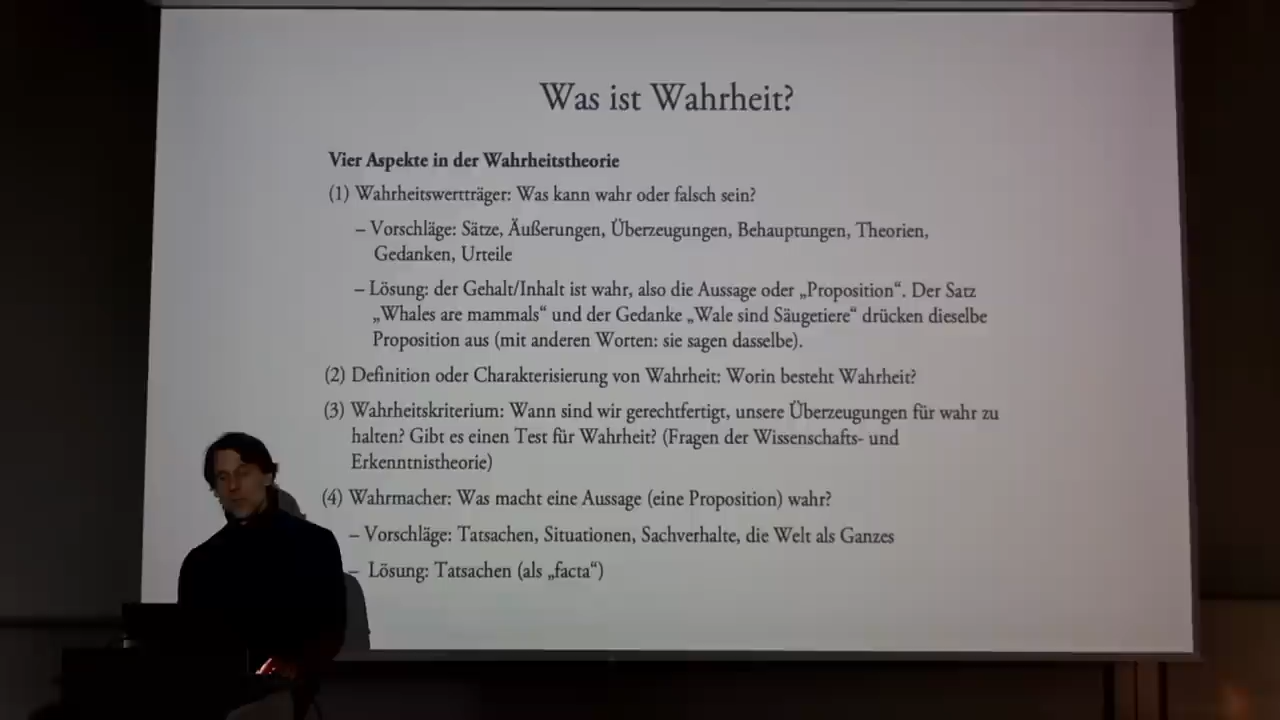 Was ist Wahrheit?
Vier Aspekte in der Wahrheitstheorie
(1) Wahrheitswertträger: Was kann wahr oder falsch sein?
– Vorschläge: Sätze, Äußerungen, Überzeugungen, Behauptungen, Theorien,
Gedanken, Urteile
– Lösung: der Gehalt/Inhalt ist wahr, also die Aussage oder „Proposition“. Der Satz
„Whales are mammals“ und der Gedanke „Wale sind Säugetiere“ drücken dieselbe
Proposition aus (mit anderen Worten: sie sagen dasselbe).
(2) Definition oder Charakterisierung von Wahrheit: Worin besteht Wahrheit?
(3) Wahrheitskriterium: Wann sind wir gerechtfertigt, unsere Überzeugungen für wahr zu
halten? Gibt es einen Test für Wahrheit? (Fragen der Wissenschafts- und
Erkenntnistheorie)
(4) Wahrmacher: Was macht eine Aussage (eine Proposition) wahr?
– Vorschläge: Tatsachen, Situationen, Sachverhalte, die Welt als Ganzes
– Lösung: Tatsachen (als „facta“)